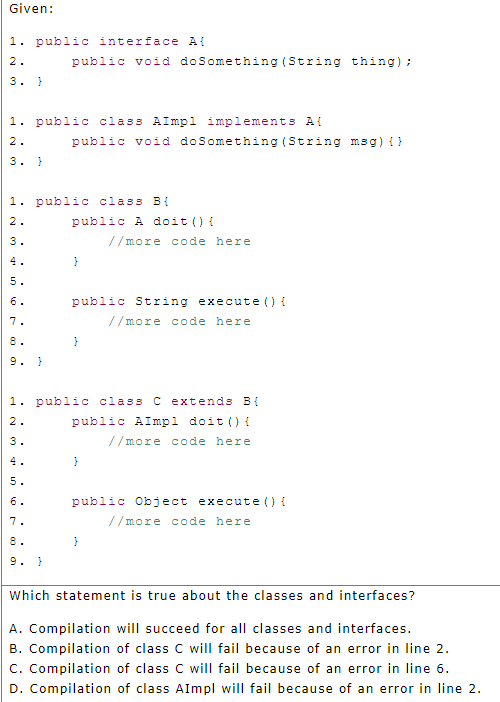 Given:
1. public interface A{
2.     public void doSomething(String thing);
3. }
1. public class AImpl implements A{
2.     public void doSomething(String msg){}
3. }
1. public class B{
2.     public A doit(){
3.         //more code here
4.     }
5.
6.     public String execute(){
7.         //more code here
8.     }
9. }
1. public class C extends B{
2.     public AImpl doit(){
3.         //more code here
4.     }
5.
6.     public Object execute(){
7.         //more code here
8.     }
9. }
Which statement is true about the classes and interfaces?
A. Compilation will succeed for all classes and interfaces.
B. Compilation of class C will fail because of an error in line 2.
C. Compilation of class C will fail because of an error in line 6.
D. Compilation of class AImpl will fail because of an error in line 2.